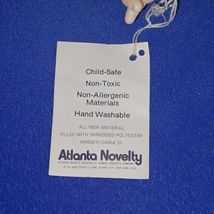 Child-Safe
Non-Toxic
Non-Allergenic
Materials
Hand Washable
ALL NEW MATERIAL
FILLED WITH SHREDDED POLYESTER
PENNSYLVANIA 31
Atlanta Novelty